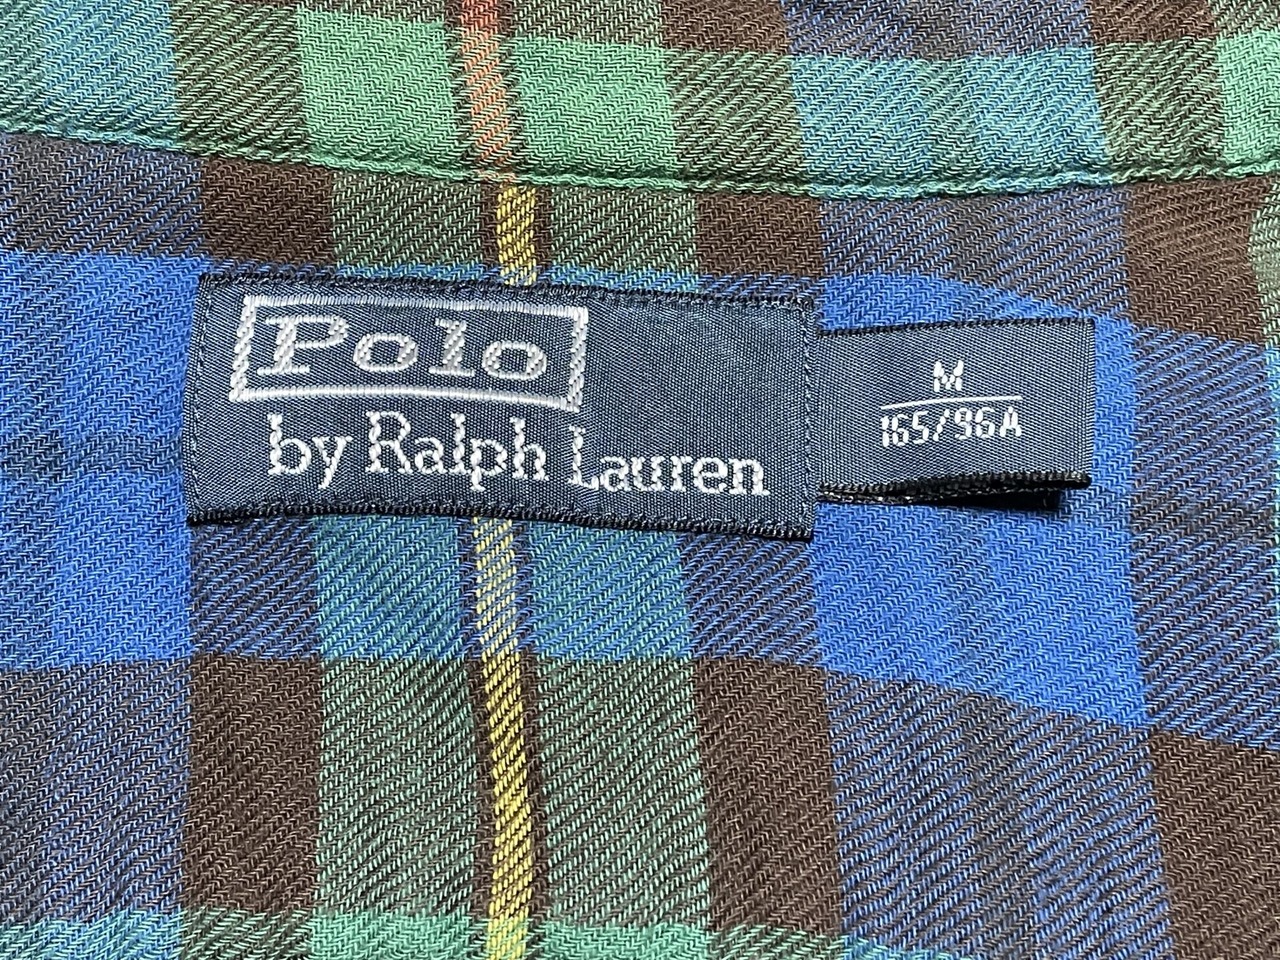 Polo
by Ralph Lauren
M
165/96A